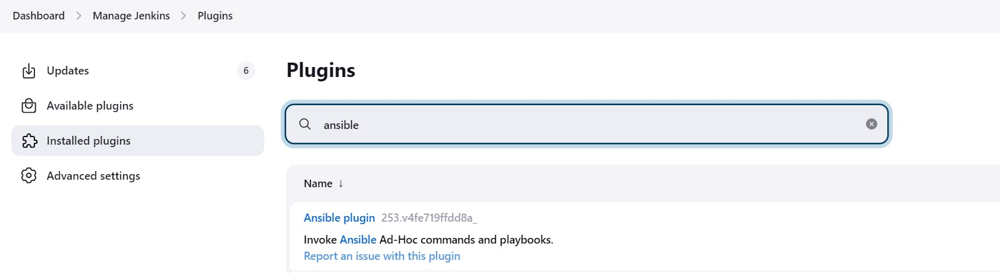 Dashboard > Manage Jenkins > Plugins
Updates 6
Available plugins
Installed plugins
Advanced settings
Plugins
ansible
Name ↓
Ansible plugin 253.v4fe719ffdd8a_
Invoke Ansible Ad-Hoc commands and playbooks.
Report an issue with this plugin